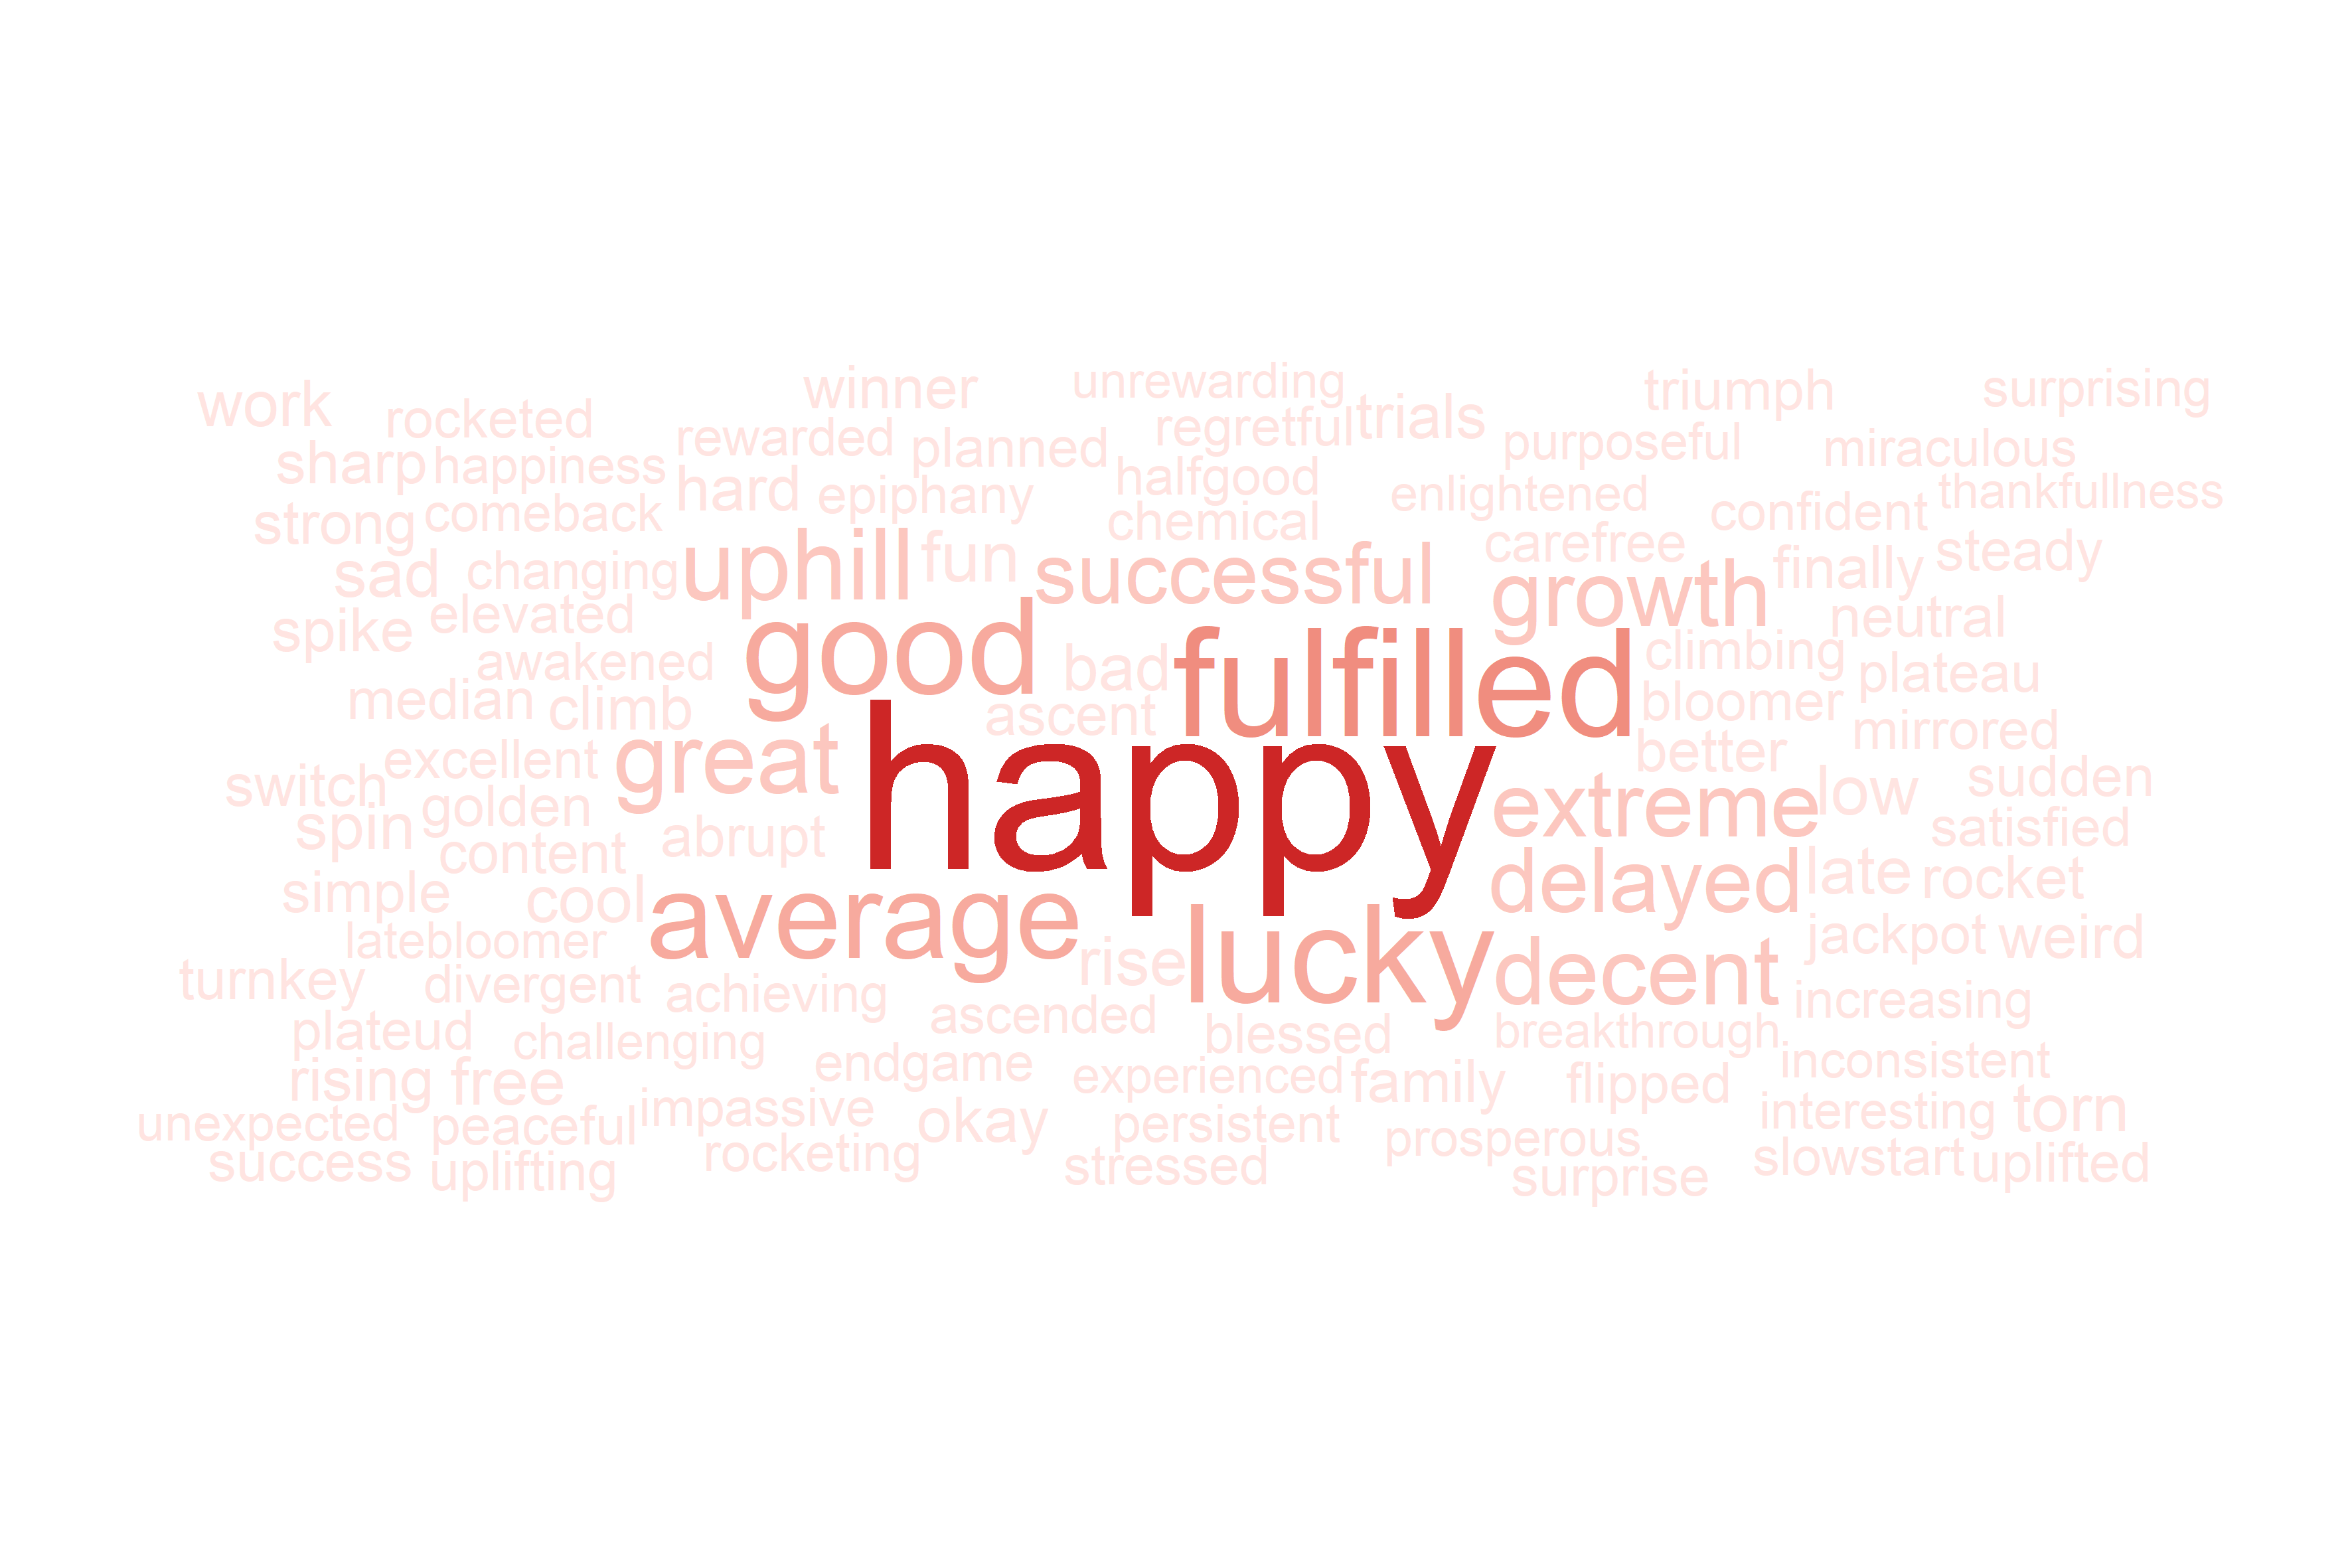 work rocketed winner unrewarding triumph surprising
sharp happiness rewarded planned regretful trials purposeful miraculous
strong comeback hard epiphany halfgood enlightened confident thankfullness
sad changing uphill fun chemical successful carefree growth finally steady
spike elevated good bad fulfilled climbing neutral
median awakened climb ascent bloomer plateau
switch excellent great happy better mirrored
spin golden extreme low sudden
content abrupt satisfied
simple cool average delayed late rocket
latebloomer rise lucky decent jackpot weird
turnkey divergent achieving ascended increasing
plateud challenging endgame blessed breakthrough inconsistent
rising free impassive experienced family flipped interesting torn
unexpected peaceful okay persistent prosperous slowstart
success uplifting rocketing stressed surprise uplifted